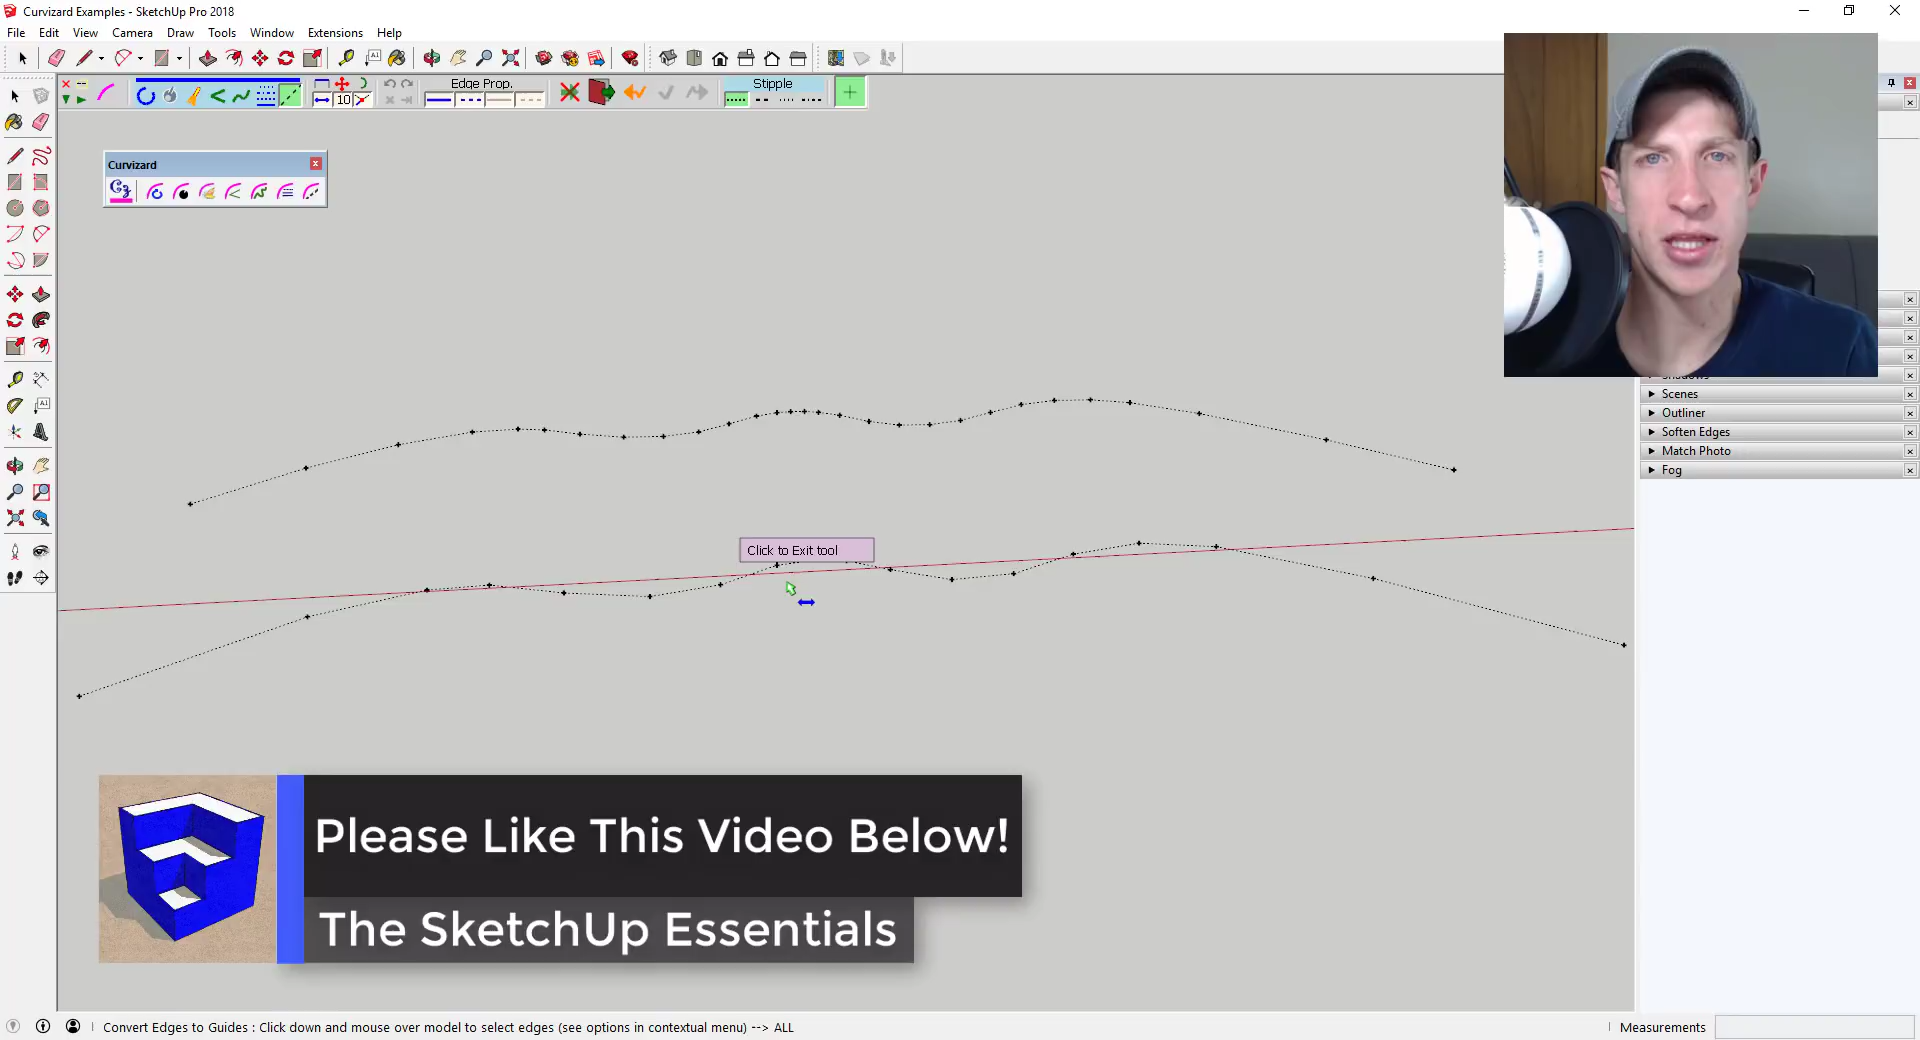 Curvizard Examples - SketchUp Pro 2018
File Edit View Camera Draw Tools Window Extensions Help
Edge Prop.
Stipple
10
Curvizard
Scenes
Outliner
Soften Edges
Match Photo
Fog
Click to Exit tool
Please Like This Video Below!
The SketchUp Essentials
Convert Edges to Guides : Click down and mouse over model to select edges (see options in contextual menu) --> ALL
Measurements